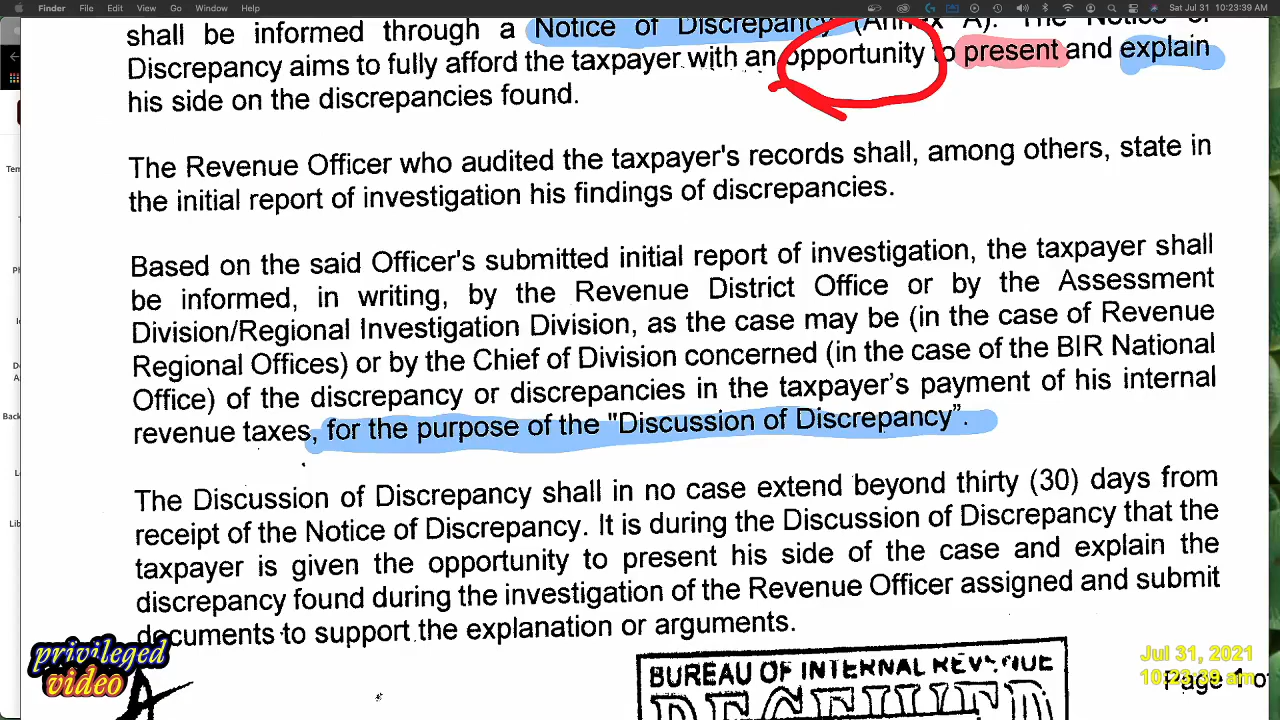 Finder File Edit View Go Window Help
Sat Jul 31 10:23:39 AM
shall be informed through a Notice of Discrepancy (Annex A). The Notice of
Discrepancy aims to fully afford the taxpayer with an opportunity to present and explain
his side on the discrepancies found.
The Revenue Officer who audited the taxpayer's records shall, among others, state in
the initial report of investigation his findings of discrepancies.
Based on the said Officer's submitted initial report of investigation, the taxpayer shall
be informed, in writing, by the Revenue District Office or by the Assessment
Division/Regional Investigation Division, as the case may be (in the case of Revenue
Regional Offices) or by the Chief of Division concerned (in the case of the BIR National
Office) of the discrepancy or discrepancies in the taxpayer's payment of his internal
revenue taxes, for the purpose of the "Discussion of Discrepancy".
The Discussion of Discrepancy shall in no case extend beyond thirty (30) days from
receipt of the Notice of Discrepancy. It is during the Discussion of Discrepancy that the
taxpayer is given the opportunity to present his side of the case and explain the
discrepancy found during the investigation of the Revenue Officer assigned and submit
documents to support the explanation or arguments.
privileged
video
BUREAU OF INTERNAL REVENUE
RECEIVED
Jul 31, 2021
10:23:39 am
Page 1 of
Tem
Back
Lib